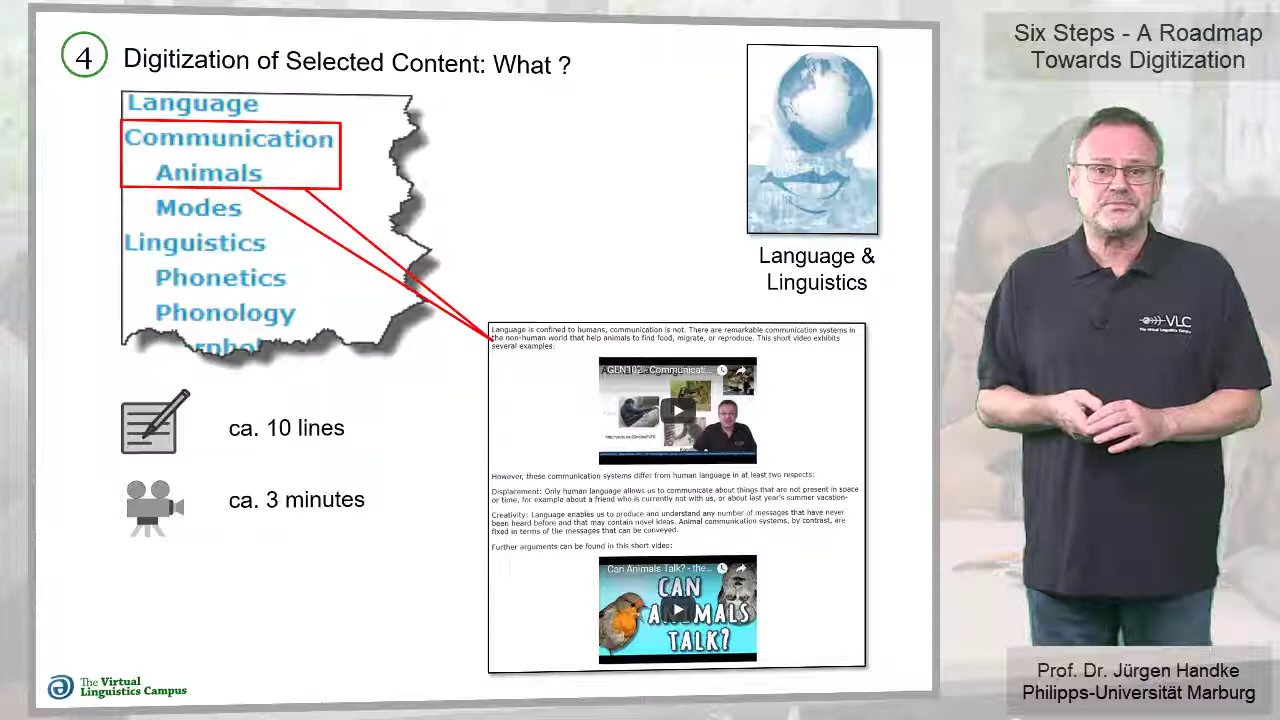 4
Digitization of Selected Content: What ?
Language
Communication
Animals
Modes
Linguistics
Phonetics
Phonology
ca. 10 lines
ca. 3 minutes
Language &
Linguistics
Language is confined to humans, communication is not. There are remarkable communication systems in
the non-human world that help animals to find food, migrate, or reproduce. This short video exhibits
several examples:
AGEN102 - Communicati...
However, these communication systems differ from human language in at least two respects:
Displacement: Only human language allows us to communicate about things that are not present in space
or time, for example about a friend who is currently not with us, or about last year's summer vacation-
Creativity: Language enables us to produce and understand any number of messages that have never
been heard before and that may contain novel ideas. Animal communication systems, by contrast, are
fixed in terms of the messages that can be conveyed.
Further arguments can be found in this short video:
Can Animals Talk? - the...
CAN
ANIMALS
TALK?
The Virtual
Linguistics Campus
Six Steps - A Roadmap
Towards Digitization
VLC
The Virtual Linguistics Campus
Prof. Dr. Jürgen Handke
Philipps-Universität Marburg